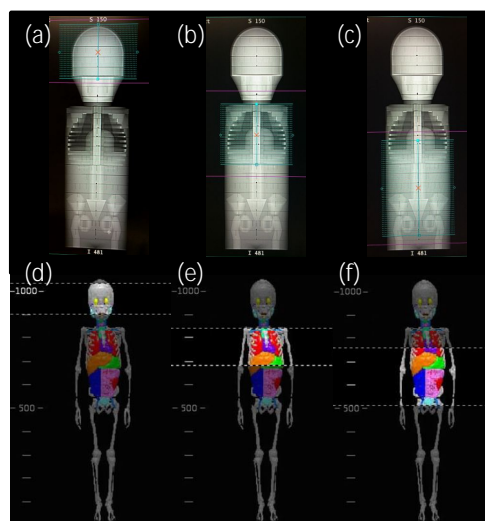 (a) (b) (c)
S 150 t S 150 S 150
I 481 I 481 I 481
(d) (e) (f)
-1000- -1000- -1000-
500 - 500 - 500 -